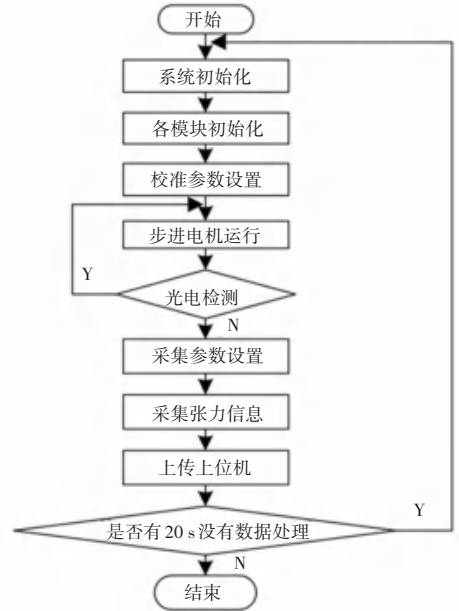 开始
系统初始化
各模块初始化
校准参数设置
步进电机运行
Y
光电检测
N
采集参数设置
采集张力信息
上传上位机
Y
是否有20 s没有数据处理
N
结束